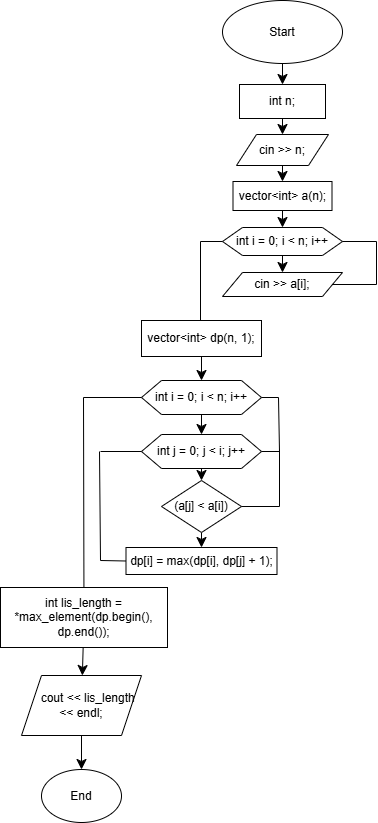 Start
int n;
cin >> n;
vector<int> a(n);
int i = 0; i < n; i++
cin >> a[i];
vector<int> dp(n, 1);
int i = 0; i < n; i++
int j = 0; j < i; j++
(a[j] < a[i])
dp[i] = max(dp[i], dp[j] + 1);
int lis_length =
*max_element(dp.begin(),
dp.end());
cout << lis_length
<< endl;
End